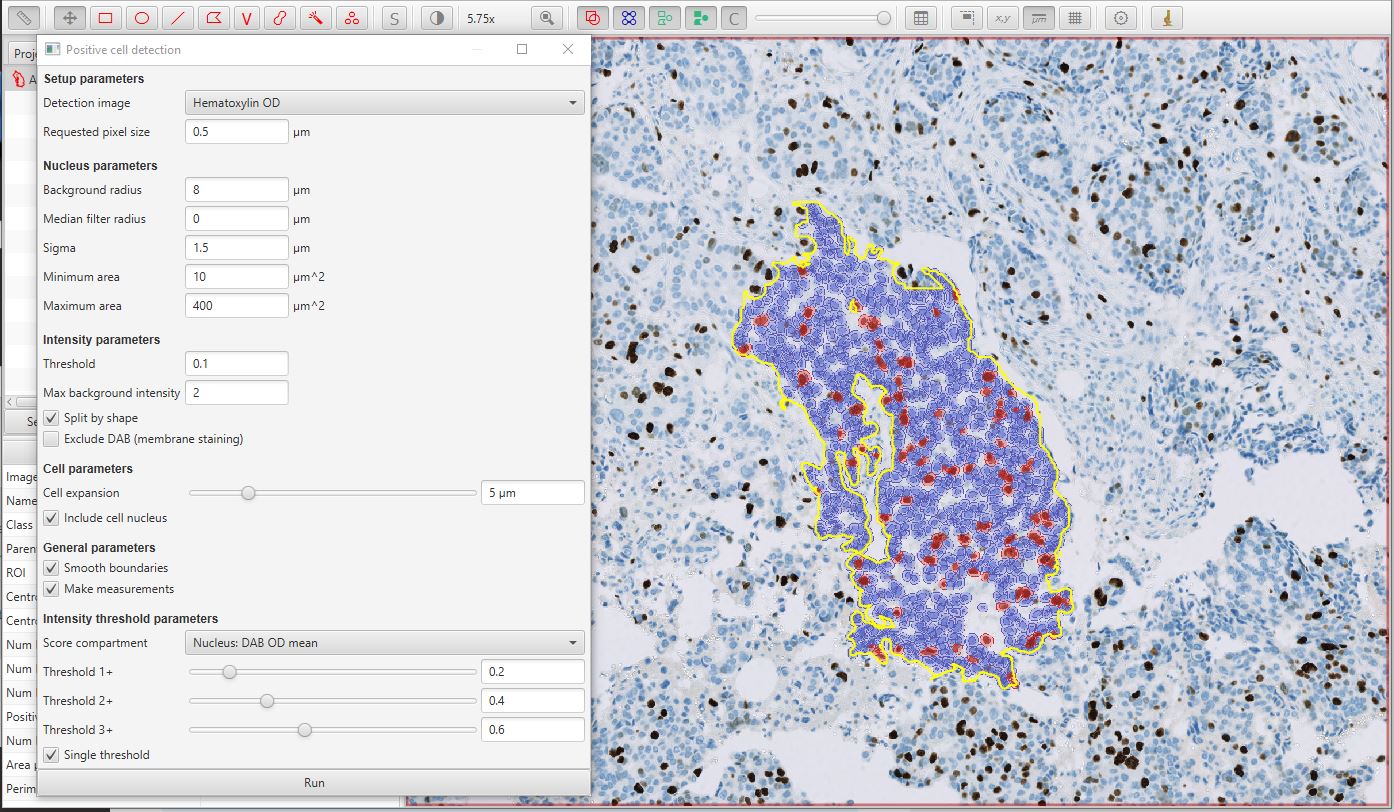 V
S
5.75x
C
x,y
μm
Proj
Positive cell detection
A
Setup parameters
Detection image Hematoxylin OD
Requested pixel size 0.5 μm
Nucleus parameters
Background radius 8 μm
Median filter radius 0 μm
Sigma 1.5 μm
Minimum area 10 μm^2
Maximum area 400 μm^2
Intensity parameters
Threshold 0.1
Max background intensity 2
Se
Split by shape
Exclude DAB (membrane staining)
Cell parameters
Image
Cell expansion 5 μm
Name
Include cell nucleus
Class
General parameters
Paren
Smooth boundaries
ROI
Make measurements
Centr
Intensity threshold parameters
Centr
Score compartment Nucleus: DAB OD mean
Num
Threshold 1+ 0.2
Num
Num
Threshold 2+ 0.4
Positiv
Threshold 3+ 0.6
Num
Single threshold
Area
Run
Perim